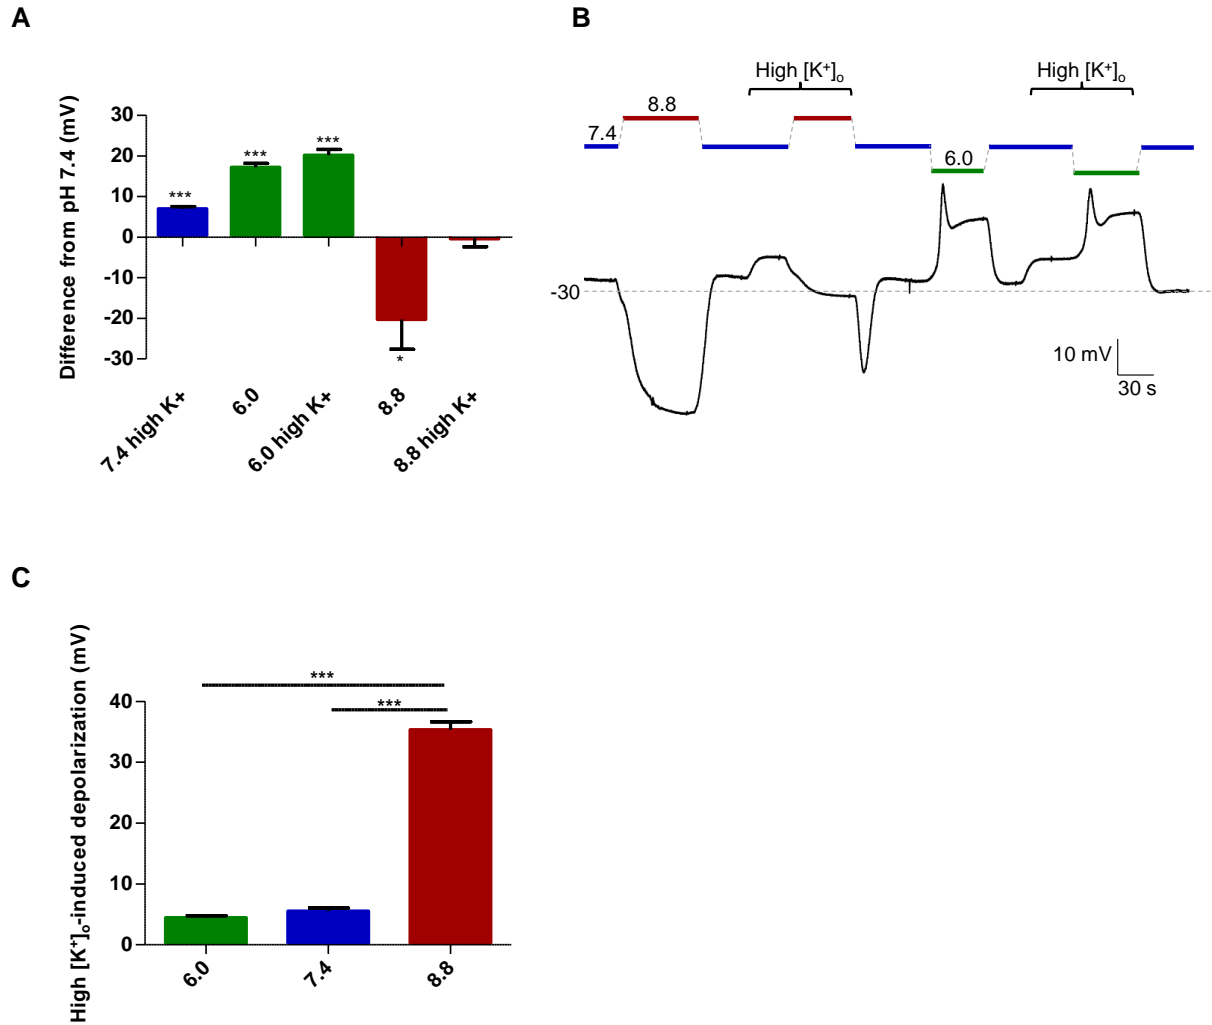 A
Difference from pH 7.4 (mV)
30
20
10
0
-10
-20
-30
***
***
***
*
7.4 high K+
6.0
6.0 high K+
8.8
8.8 high K+
B
High [K⁺]ₒ
High [K⁺]ₒ
8.8
7.4
6.0
-30
10 mV
30 s
C
High [K⁺]ₒ-induced depolarization (mV)
40
30
20
10
0
***
***
6.0
7.4
8.8